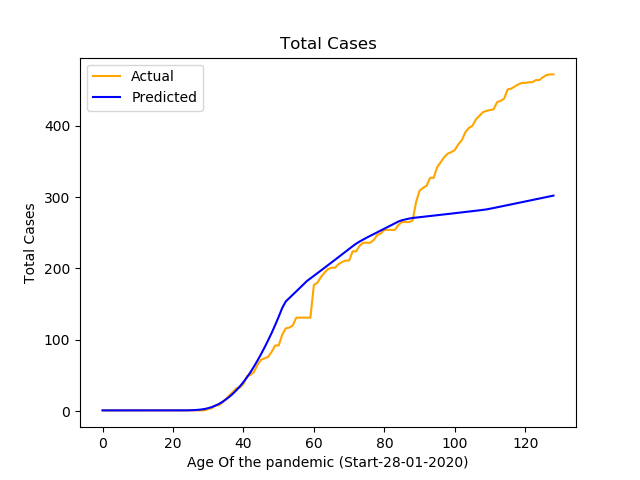 Total Cases
Actual
Predicted
Total Cases
400
300
200
100
0
0 20 40 60 80 100 120
Age Of the pandemic (Start-28-01-2020)